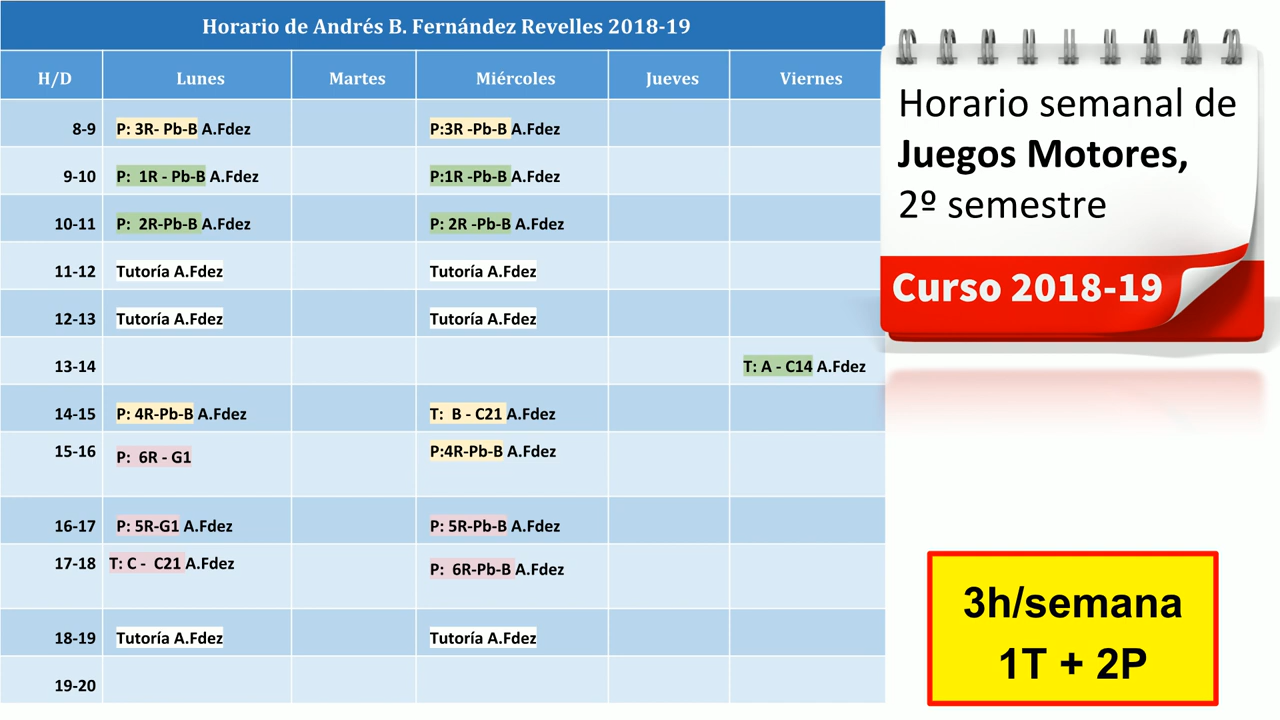 Horario de Andrés B. Fernández Revelles 2018-19
H/D Lunes Martes Miércoles Jueves Viernes
8-9 P: 3R- Pb-B A.Fdez P:3R -Pb-B A.Fdez
9-10 P: 1R - Pb-B A.Fdez P:1R -Pb-B A.Fdez
10-11 P: 2R-Pb-B A.Fdez P: 2R -Pb-B A.Fdez
11-12 Tutoría A.Fdez Tutoría A.Fdez
12-13 Tutoría A.Fdez Tutoría A.Fdez
13-14 T: A - C14 A.Fdez
14-15 P: 4R-Pb-B A.Fdez T: B - C21 A.Fdez
15-16 P: 6R - G1 P:4R-Pb-B A.Fdez
16-17 P: 5R-G1 A.Fdez P: 5R-Pb-B A.Fdez
17-18 T: C - C21 A.Fdez P: 6R-Pb-B A.Fdez
18-19 Tutoría A.Fdez Tutoría A.Fdez
19-20
Horario semanal de
Juegos Motores,
2º semestre
Curso 2018-19
3h/semana
1T + 2P